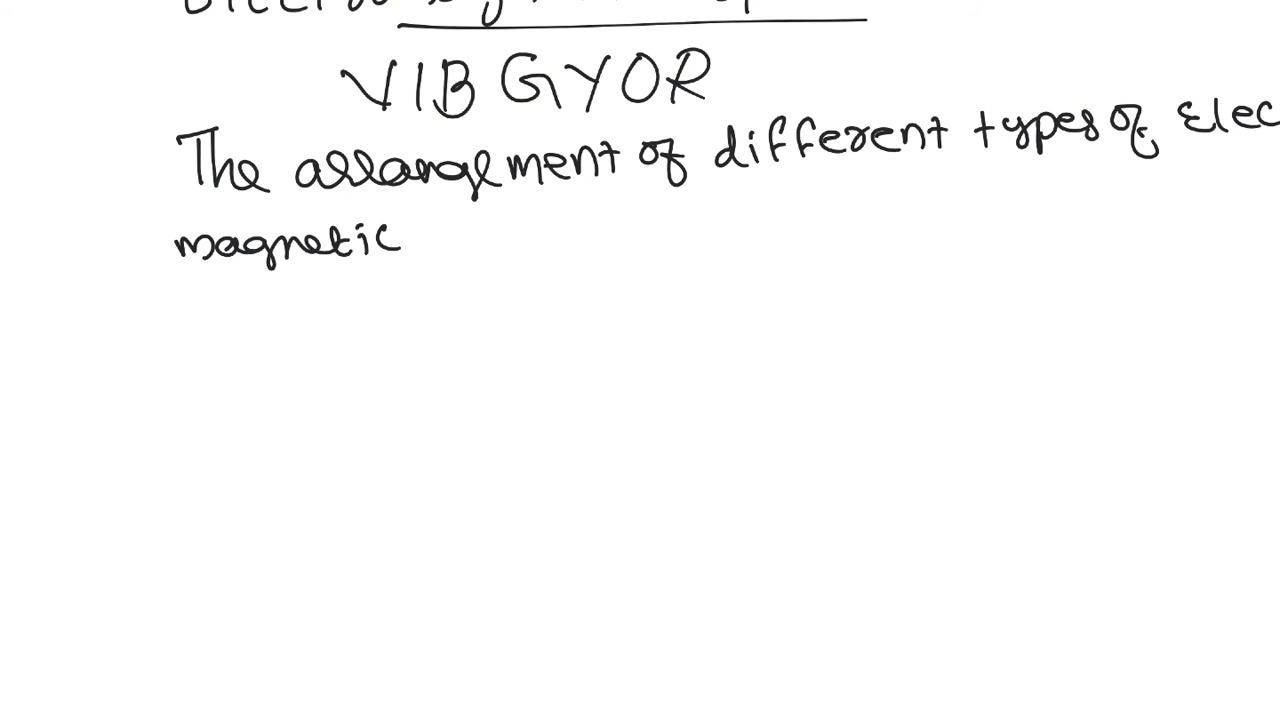 VIBGYOR
The arrangement of different types of Elec
magnetic